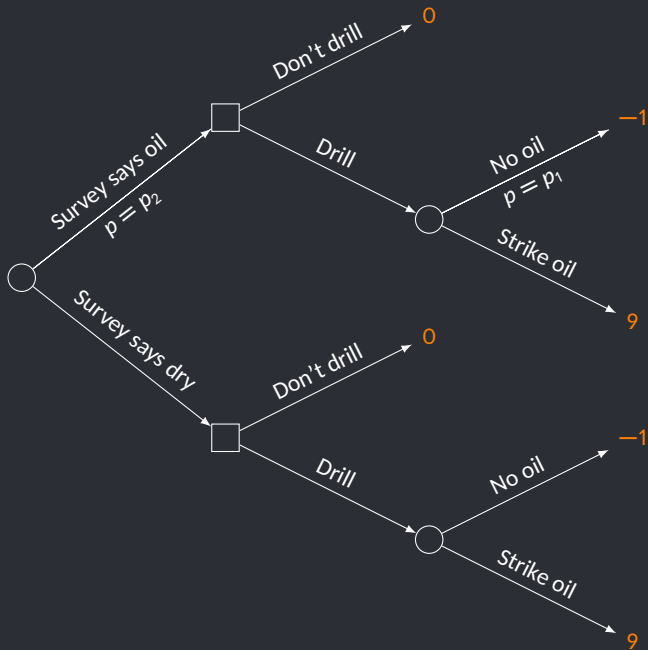 0
Don't drill
—1
No oil
Drill
p = p₁
Survey says oil
p = p₂
Strike oil
9
Survey says dry
0
Don't drill
—1
No oil
Drill
Strike oil
9